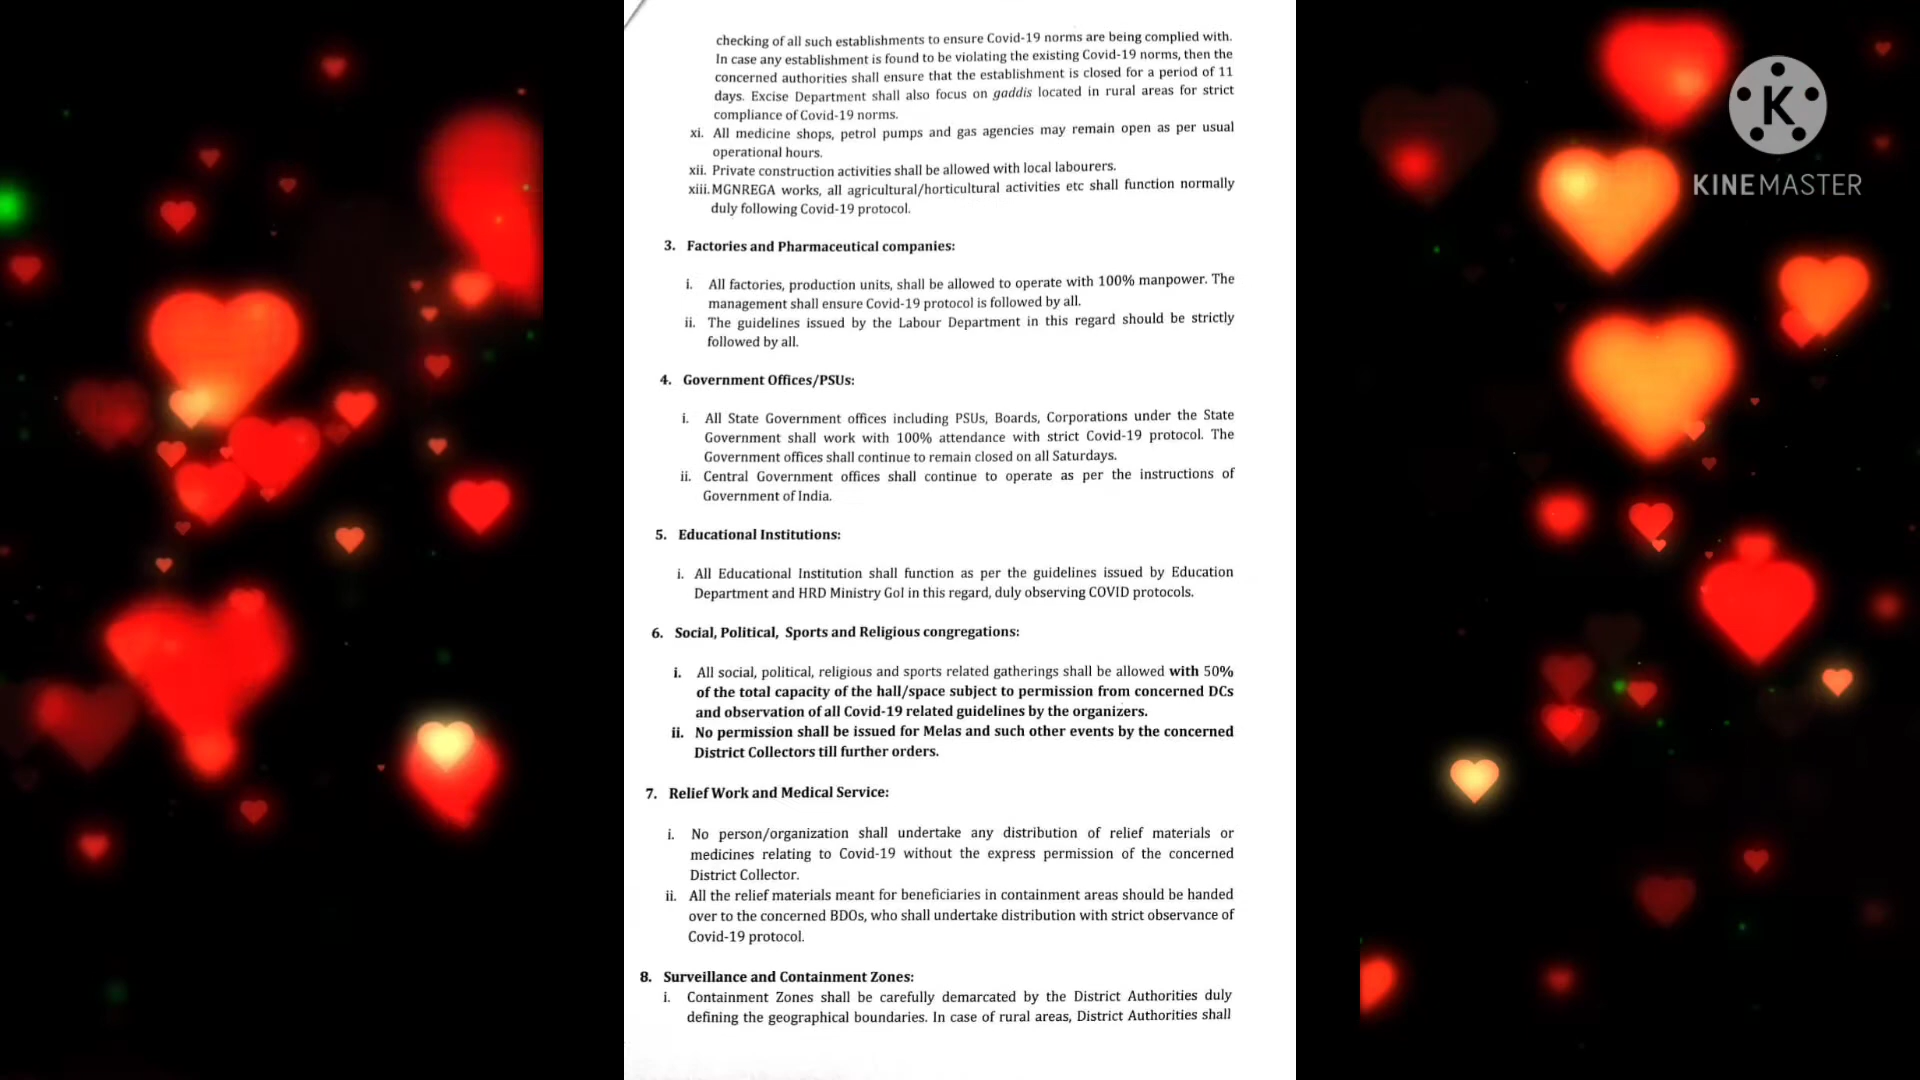 checking of all such establishments to ensure Covid-19 norms are being complied with.
In case any establishment is found to be violating the existing Covid-19 norms, then the
concerned authorities shall ensure that the establishment is closed for a period of 11
days. Excise Department shall also focus on gaddis located in rural areas for strict
compliance of Covid-19 norms.
xi. All medicine shops, petrol pumps and gas agencies may remain open as per usual
operational hours.
xii. Private construction activities shall be allowed with local labourers.
xiii. MGNREGA works, all agricultural/horticultural activities etc shall function normally
duly following Covid-19 protocol.
3. Factories and Pharmaceutical companies:
i. All factories, production units, shall be allowed to operate with 100% manpower. The
management shall ensure Covid-19 protocol is followed by all.
ii. The guidelines issued by the Labour Department in this regard should be strictly
followed by all.
4. Government Offices/PSUs:
i. All State Government offices including PSUs, Boards, Corporations under the State
Government shall work with 100% attendance with strict Covid-19 protocol. The
Government offices shall continue to remain closed on all Saturdays.
ii. Central Government offices shall continue to operate as per the instructions of
Government of India.
5. Educational Institutions:
i. All Educational Institution shall function as per the guidelines issued by Education
Department and HRD Ministry GoI in this regard, duly observing COVID protocols.
6. Social, Political, Sports and Religious congregations:
i. All social, political, religious and sports related gatherings shall be allowed with 50%
of the total capacity of the hall/space subject to permission from concerned DCs
and observation of all Covid-19 related guidelines by the organizers.
ii. No permission shall be issued for Melas and such other events by the concerned
District Collectors till further orders.
7. Relief Work and Medical Service:
i. No person/organization shall undertake any distribution of relief materials or
medicines relating to Covid-19 without the express permission of the concerned
District Collector.
ii. All the relief materials meant for beneficiaries in containment areas should be handed
over to the concerned BDOs, who shall undertake distribution with strict observance of
Covid-19 protocol.
8. Surveillance and Containment Zones:
i. Containment Zones shall be carefully demarcated by the District Authorities duly
defining the geographical boundaries. In case of rural areas, District Authorities shall
K
KINEMASTER